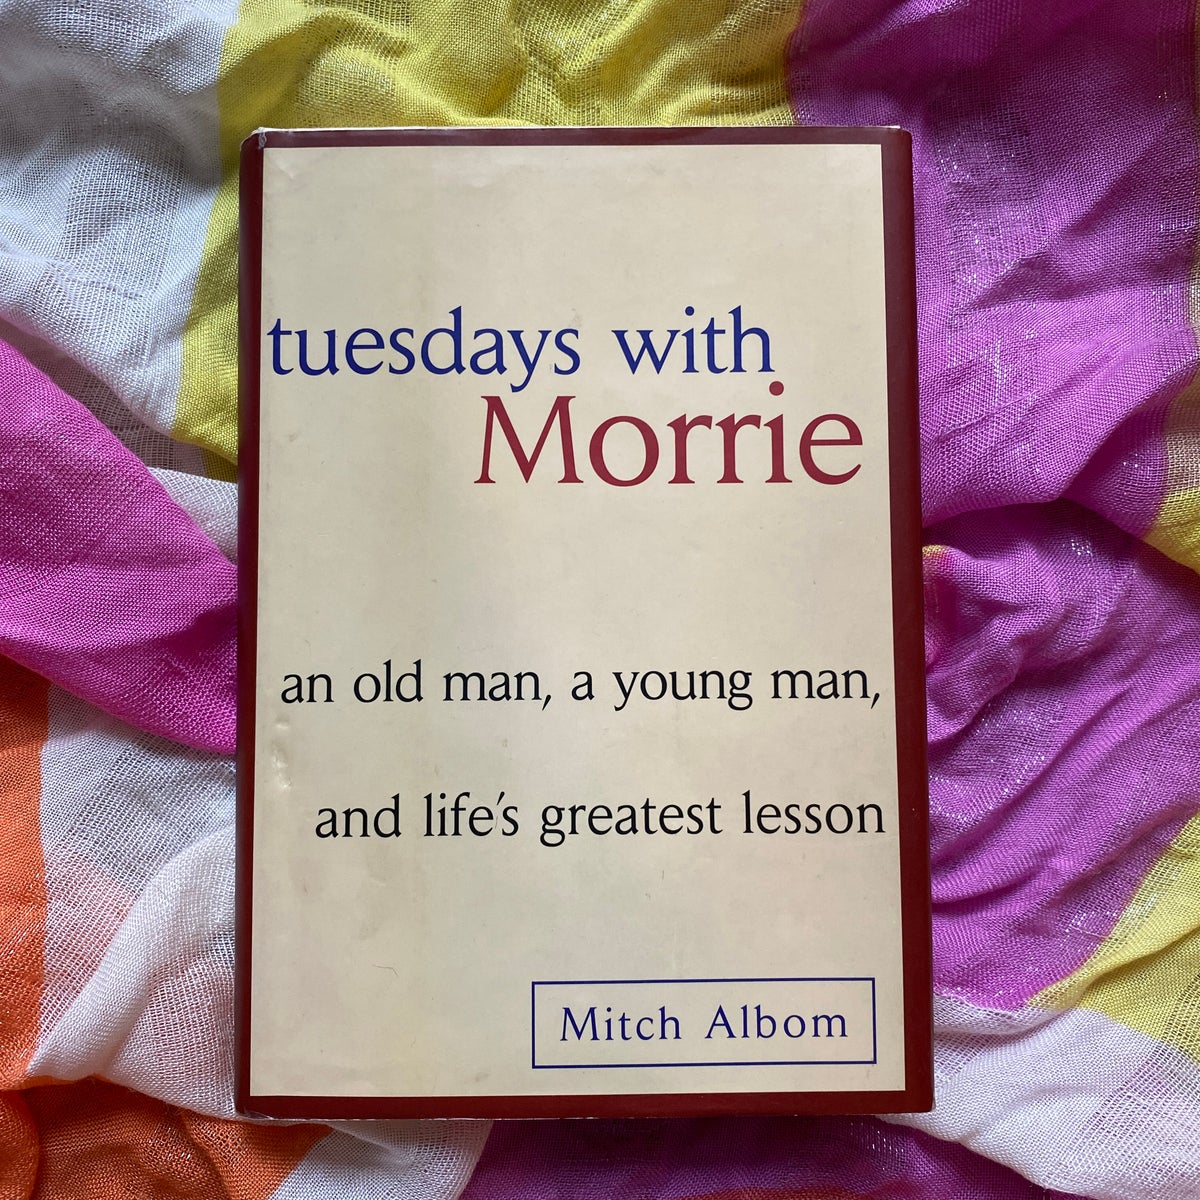 tuesdays with
Morrie
an old man, a young man,
and life's greatest lesson
Mitch Albom